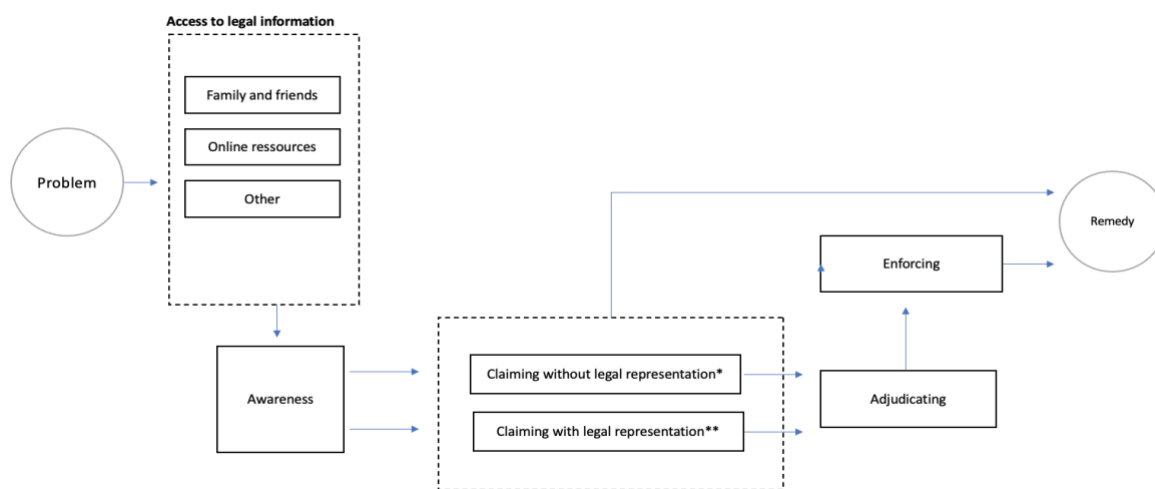 Access to legal information
Family and friends
Online ressources
Problem
Other
Remedy
Enforcing
Claiming without legal representation*
Awareness
Adjudicating
Claiming with legal representation**